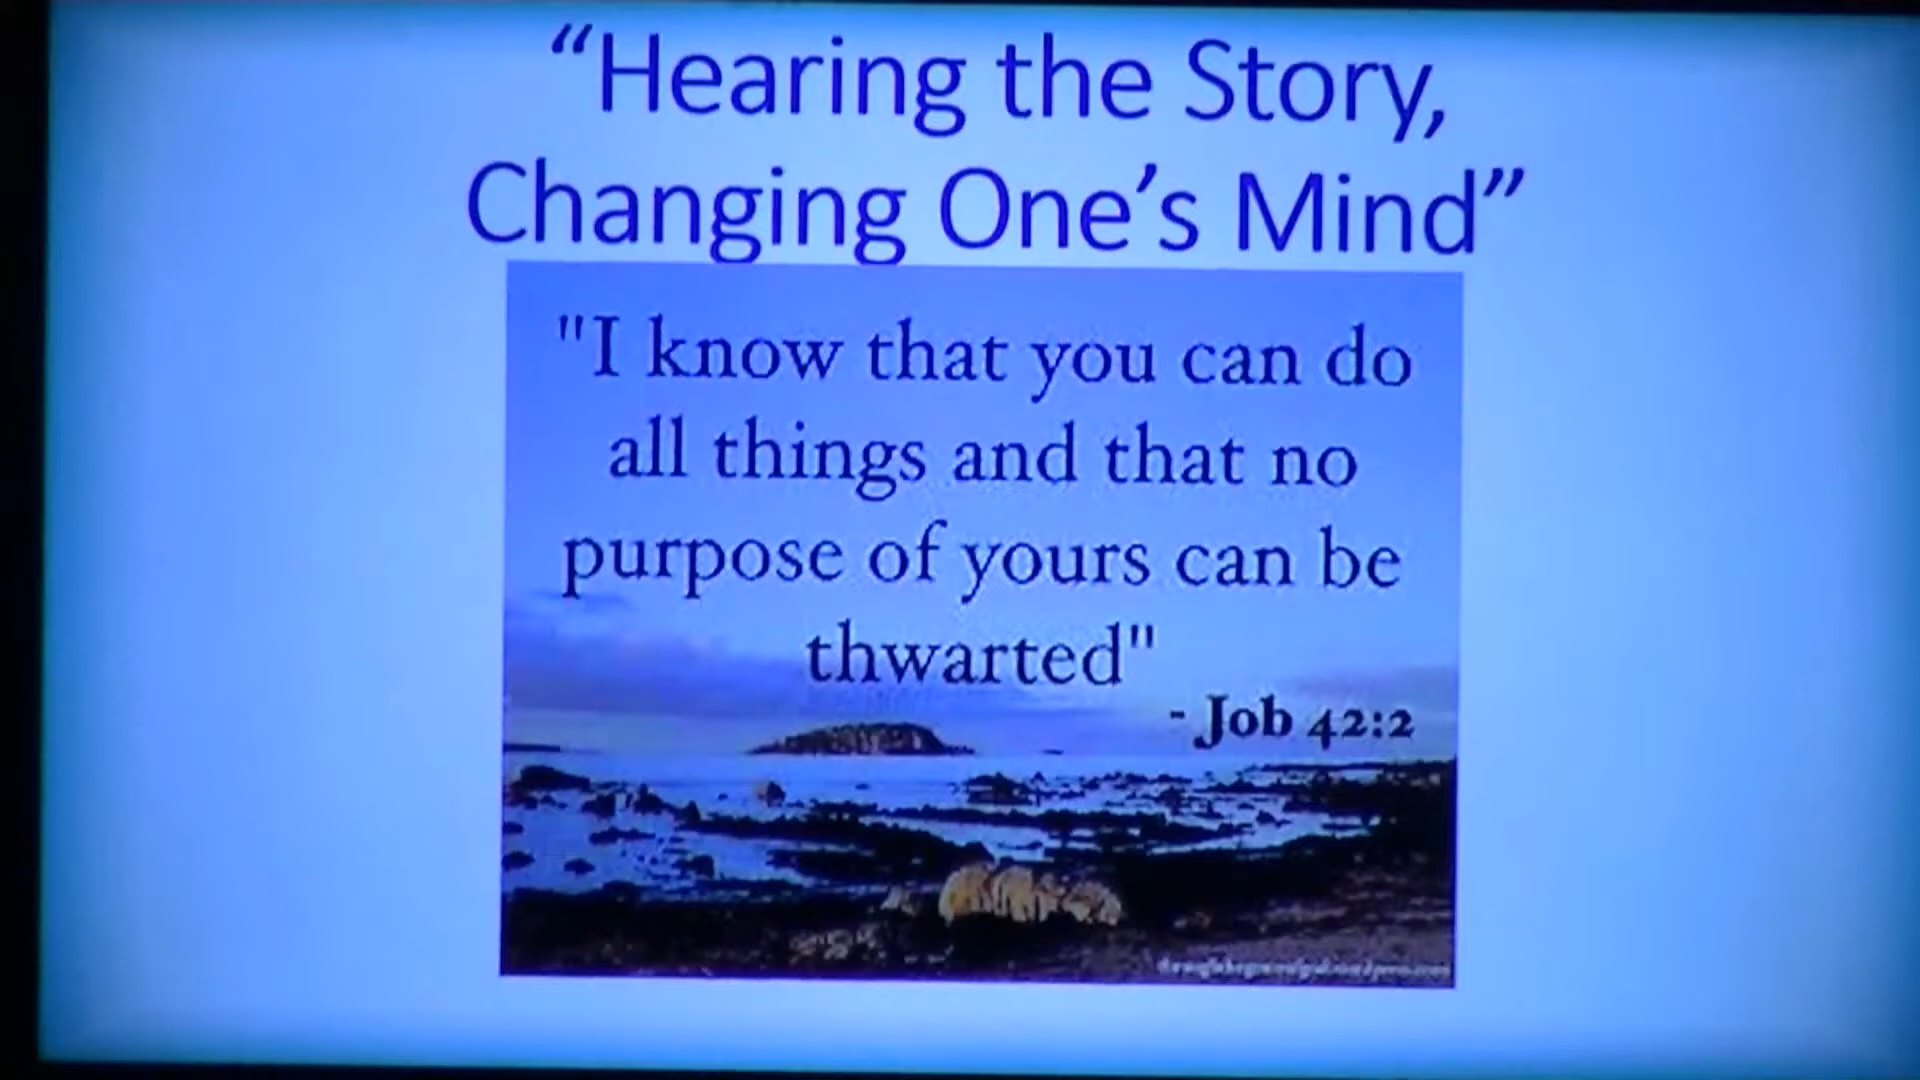 “Hearing the Story,
Changing One’s Mind”
"I know that you can do
all things and that no
purpose of yours can be
thwarted"
- Job 42:2